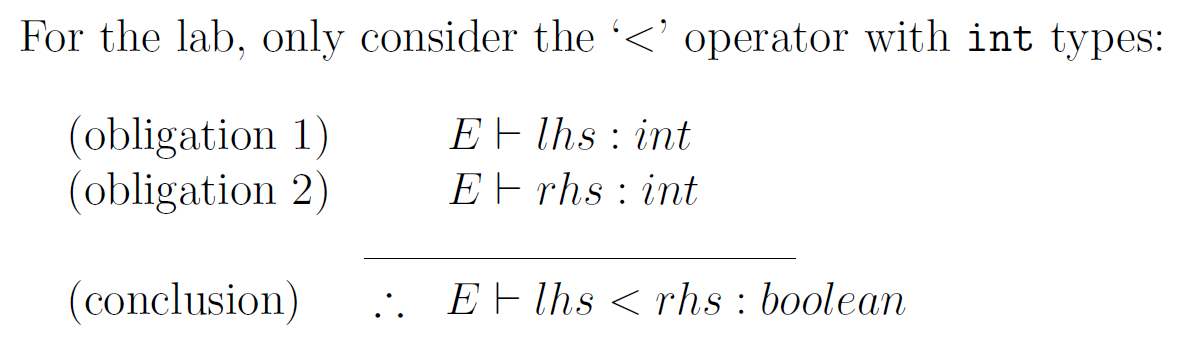 For the lab, only consider the ‘<’ operator with int types:
(obligation 1) E ⊢ lhs : int
(obligation 2) E ⊢ rhs : int
(conclusion) ∴ E ⊢ lhs < rhs : boolean